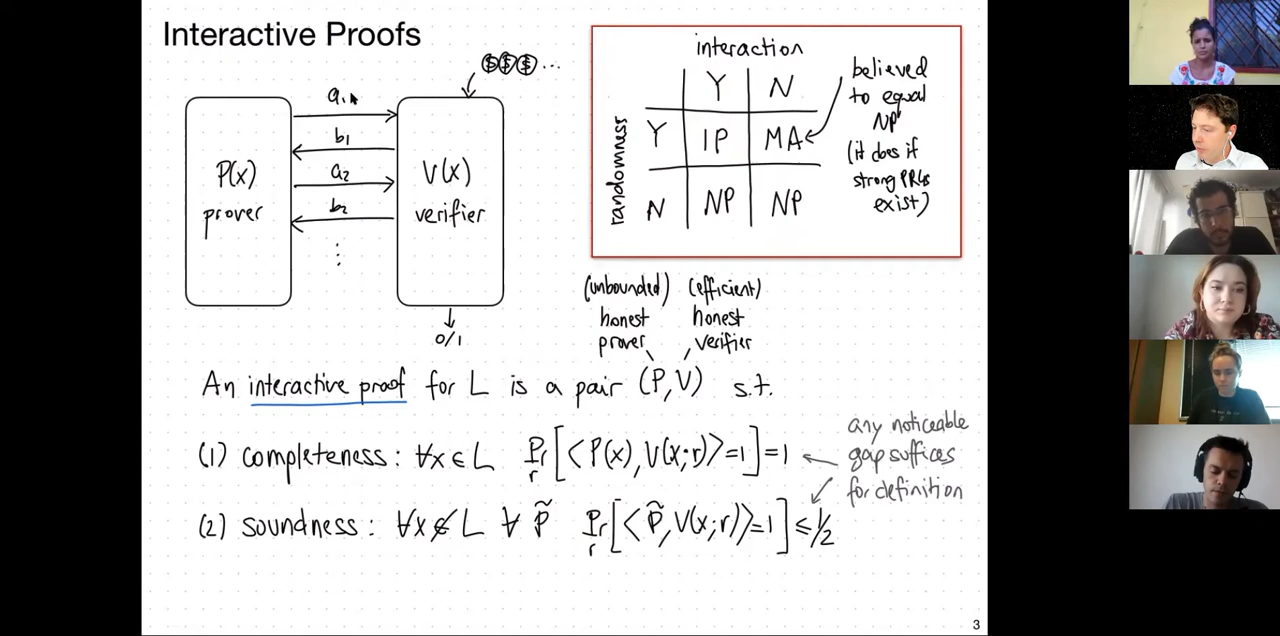 Interactive Proofs
$ $ $ ...
P(x)
prover
a1
b1
a2
b2
⋮
V(x)
verifier
0/1
interaction
randomness
Y N
Y IP MA
N NP NP
believed
to equal
NP
(it does if
strong PRGs
exist)
(unbounded) (efficient)
honest honest
prover verifier
An interactive proof for L is a pair (P,V) s.t.
(1) completeness: ∀x∈L Pr_r[<P(x), V(x;r)>=1]=1
(2) soundness: ∀x∉L ∀ P̃ Pr_r[<P̃, V(x;r)>=1]≤1/2
any noticeable
gap suffices
for definition
3